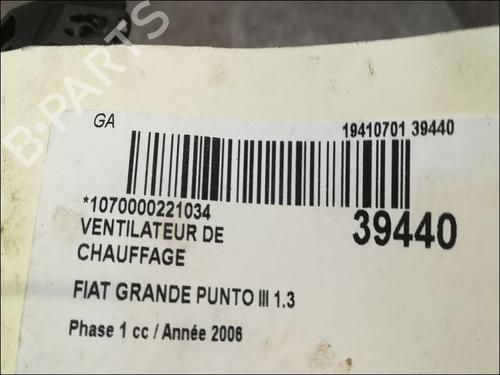 B-PARTS
GA
19410701 39440
*1070000221034
39440
VENTILATEUR DE
CHAUFFAGE
FIAT GRANDE PUNTO III 1.3
Phase 1 cc / Année 2006